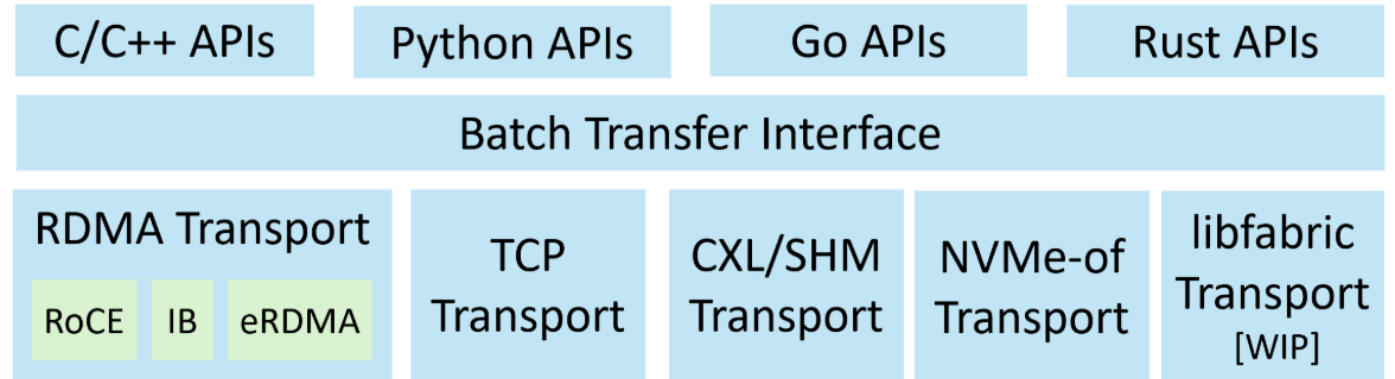 C/C++ APIs
Python APIs
Go APIs
Rust APIs
Batch Transfer Interface
RDMA Transport
RoCE
IB
eRDMA
TCP
Transport
CXL/SHM
Transport
NVMe-of
Transport
libfabric
Transport
[WIP]